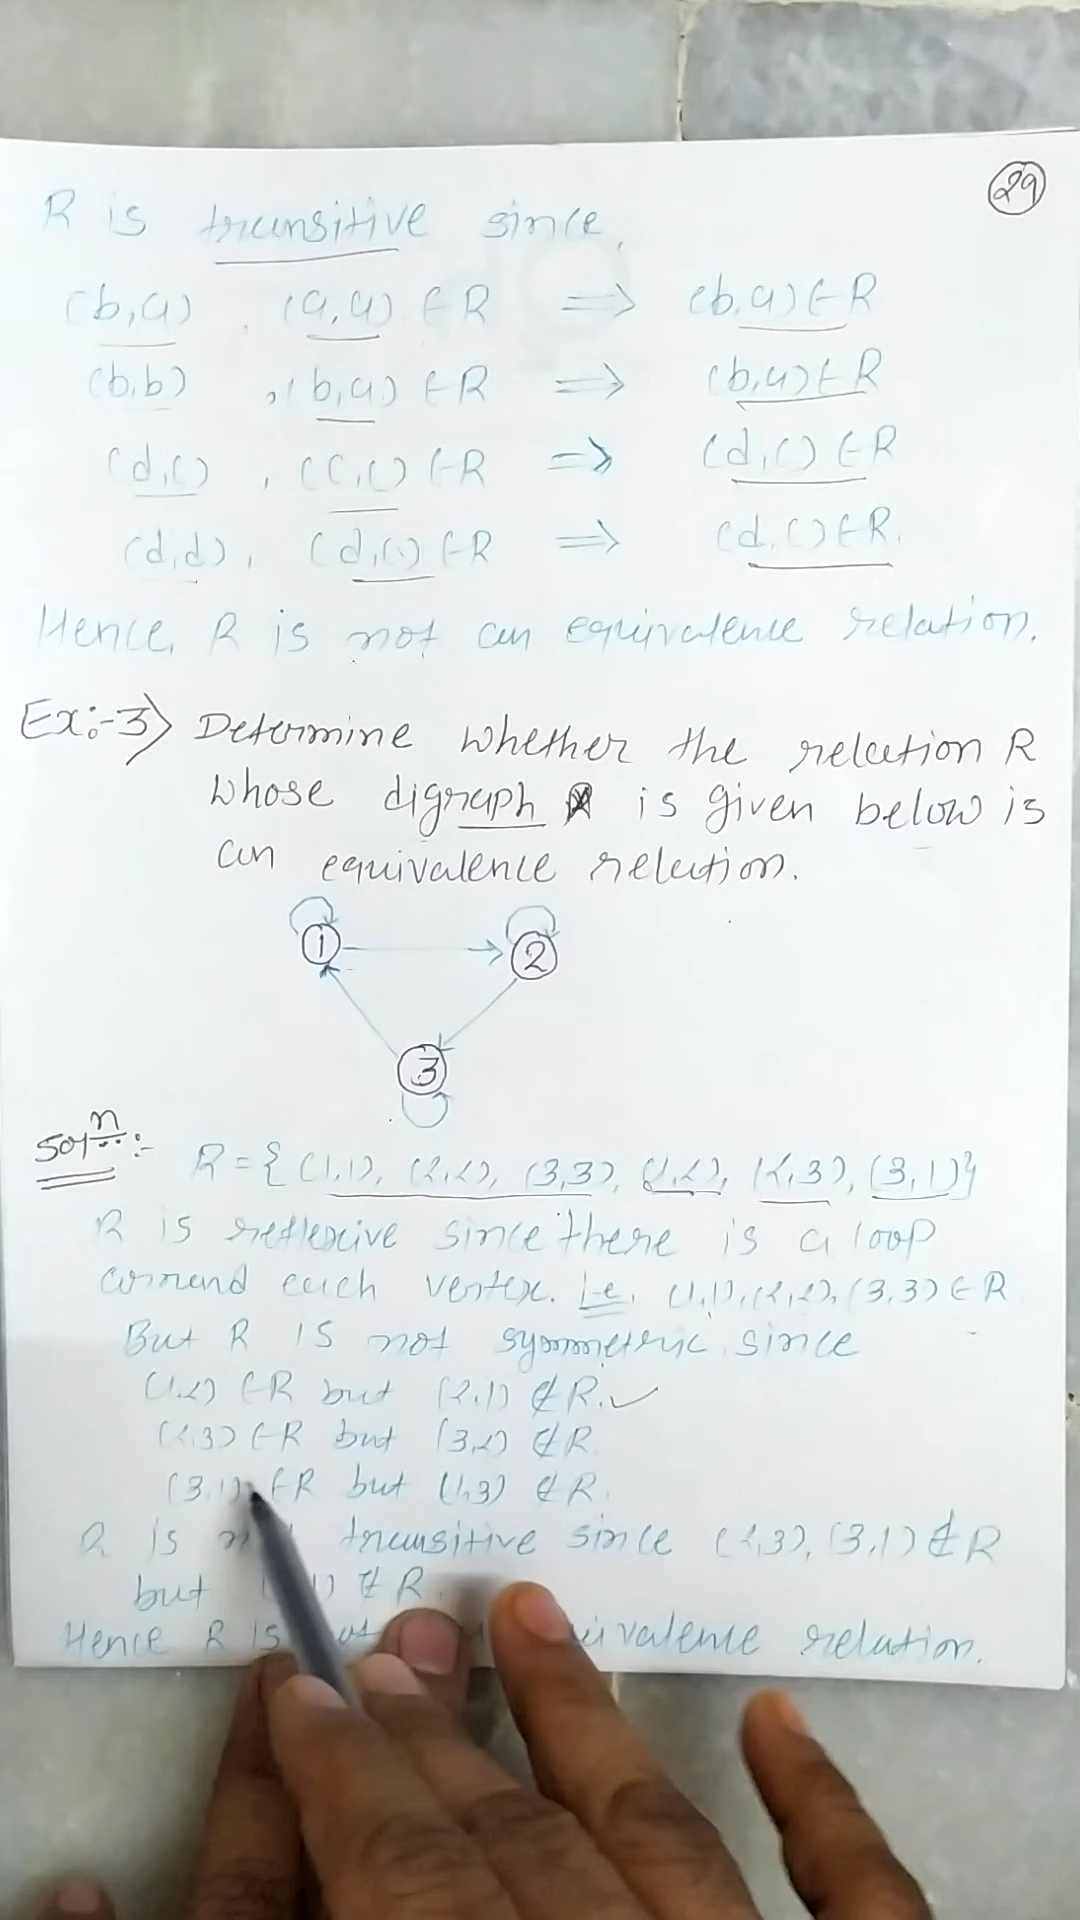 29
R is transitive since,
(b,a) , (a,a) ∈ R ⟹ (b,a) ∈ R
(b,b) , (b,a) ∈ R ⟹ (b,a) ∈ R
(d,c) , (c,c) ∈ R ⟹ (d,c) ∈ R
(d,d), (d,c) ∈ R ⟹ (d,c) ∈ R.
Hence, R is not an equivalence relation.
Ex:-3) Determine whether the relation R
whose digraph is given below is
an equivalence relation.
1 2
3
Solⁿ:-
R = { (1,1), (2,2), (3,3), (1,2), (2,3), (3,1)}
R is reflexive since there is a loop
around each vertex. i.e. (1,1), (2,2), (3,3) ∈ R
But R is not symmetric since
(1,2) ∈ R but (2,1) ∉ R. ✓
(2,3) ∈ R but (3,2) ∉ R.
(3,1) ∈ R but (1,3) ∉ R.
R is transitive since (2,3), (3,1) ∉ R
but ∉ R.
Hence R is relation.